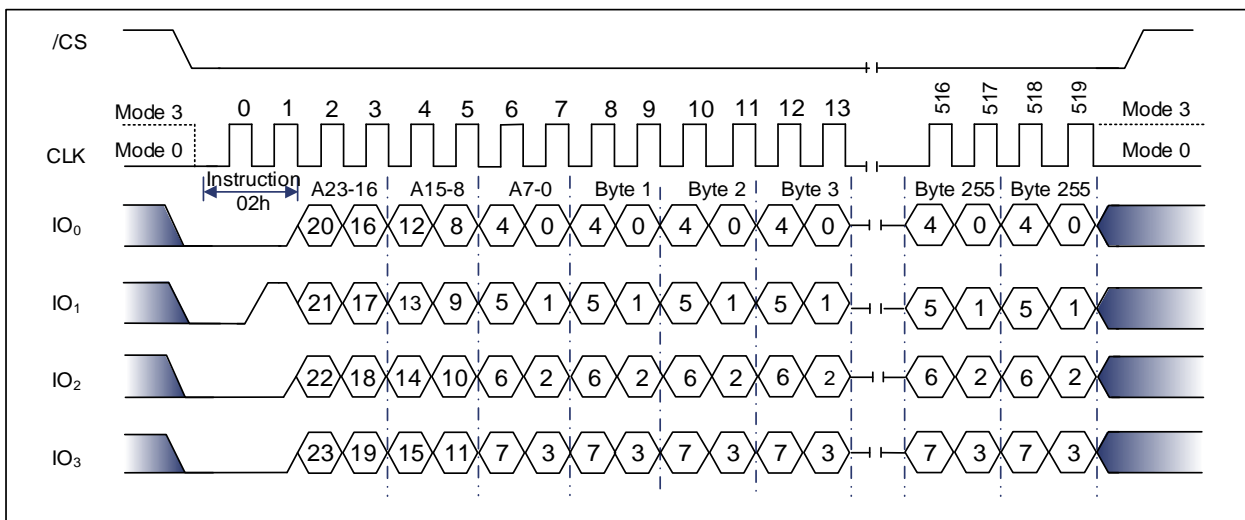 /CS
0 1 2 3 4 5 6 7 8 9 10 11 12 13 516 517 518 519
Mode 3 Mode 3
CLK Mode 0 Mode 0
Instruction A23-16 A15-8 A7-0 Byte 1 Byte 2 Byte 3 Byte 255 Byte 255
02h
IO0 20 16 12 8 4 0 4 0 4 0 4 0 4 0 4 0
IO1 21 17 13 9 5 1 5 1 5 1 5 1 5 1 5 1
IO2 22 18 14 10 6 2 6 2 6 2 6 2 6 2 6 2
IO3 23 19 15 11 7 3 7 3 7 3 7 3 7 3 7 3